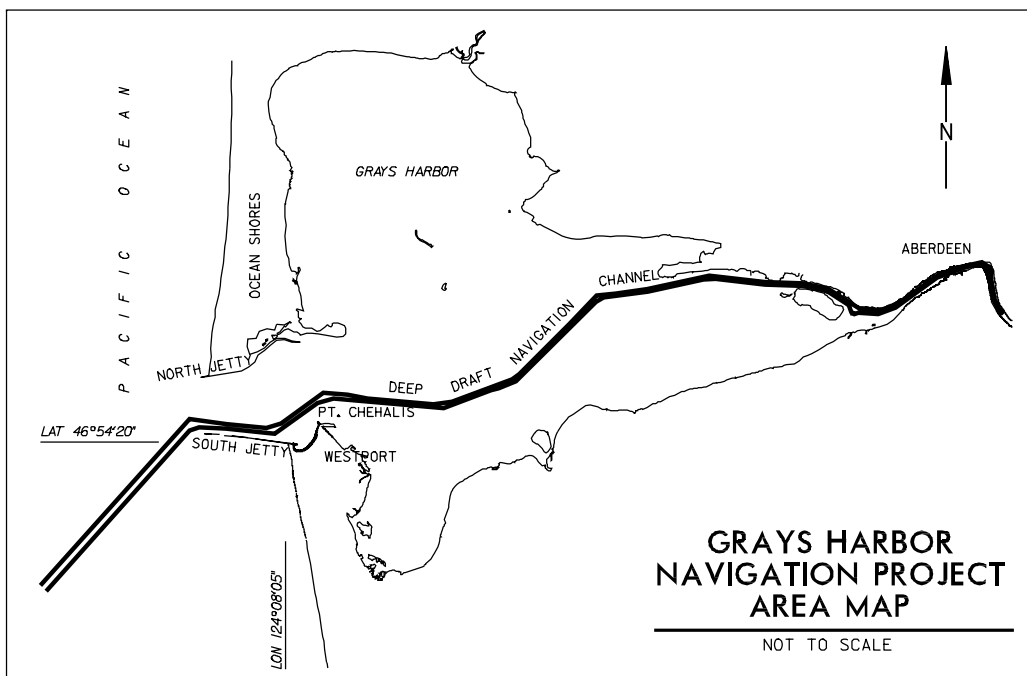 PACIFIC OCEAN
OCEAN SHORES
GRAYS HARBOR
N
ABERDEEN
CHANNEL
NAVIGATION
DRAFT
DEEP
NORTH JETTY
PT. CHEHALIS
LAT 46°54'20"
SOUTH JETTY
WESTPORT
LON 124°08'05"
GRAYS HARBOR
NAVIGATION PROJECT
AREA MAP
NOT TO SCALE